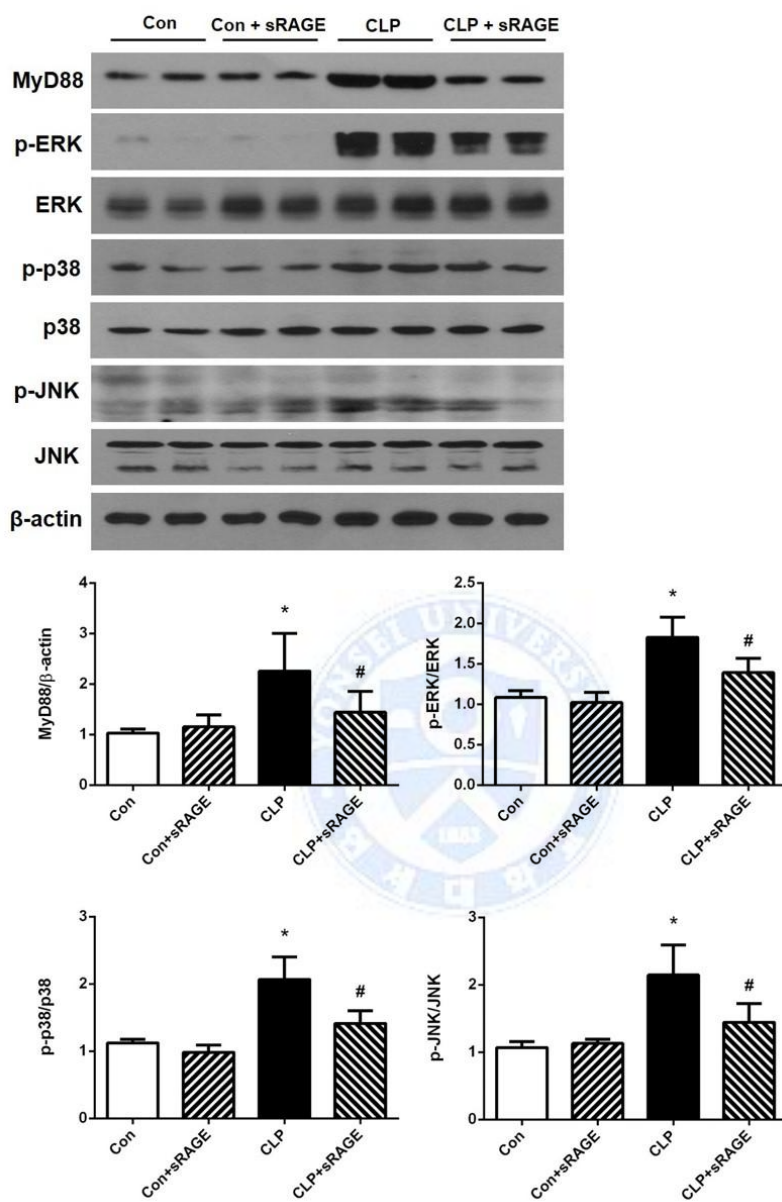 Con Con + sRAGE CLP CLP + sRAGE
MyD88
p-ERK
ERK
p-p38
p38
p-JNK
JNK
β-actin
MyD88/β-actin
4
3
2
1
0
*
#
Con
Con+sRAGE
CLP
CLP+sRAGE
p-ERK/ERK
2.5
2.0
1.5
1.0
0.5
0.0
*
#
Con
Con+sRAGE
CLP
CLP+sRAGE
p-p38/p38
3
2
1
0
*
#
Con
Con+sRAGE
CLP
CLP+sRAGE
p-JNK/JNK
3
2
1
0
*
#
Con
Con+sRAGE
CLP
CLP+sRAGE
YONSEI UNIVERSITY
1885